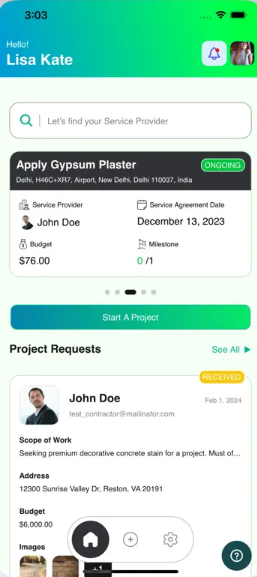 3:03
Hello!
Lisa Kate
Let's find your Service Provider
Apply Gypsum Plaster
ONGOING
Delhi, H46C+XR7, Airport, New Delhi, Delhi 110037, India
Service Provider
Service Agreement Date
John Doe
December 13, 2023
Budget
Milestone
$76.00
0 /1
Start A Project
Project Requests
See All
RECEIVED
John Doe
Feb 1, 2024
test_contractor@mailinator.com
Scope of Work
Seeking premium decorative concrete stain for a project. Must of...
Address
12300 Sunrise Valley Dr, Reston, VA 20191
Budget
$6,000.00
Images
+1